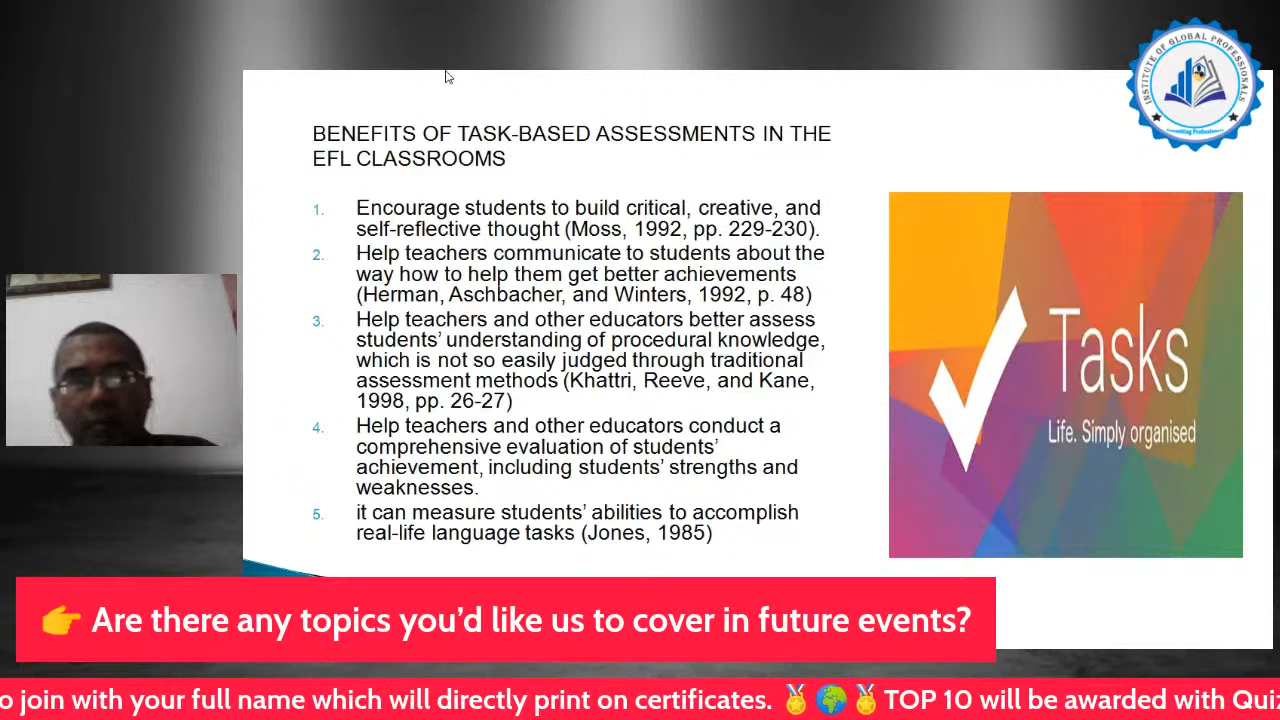 INSTITUTE OF GLOBAL PROFESSIONALS
Connecting Professionals
BENEFITS OF TASK-BASED ASSESSMENTS IN THE
EFL CLASSROOMS
1. Encourage students to build critical, creative, and
self-reflective thought (Moss, 1992, pp. 229-230).
2. Help teachers communicate to students about the
way how to help them get better achievements
(Herman, Aschbacher, and Winters, 1992, p. 48)
3. Help teachers and other educators better assess
students’ understanding of procedural knowledge,
which is not so easily judged through traditional
assessment methods (Khattri, Reeve, and Kane,
1998, pp. 26-27)
4. Help teachers and other educators conduct a
comprehensive evaluation of students’
achievement, including students’ strengths and
weaknesses.
5. it can measure students’ abilities to accomplish
real-life language tasks (Jones, 1985)
Tasks
Life. Simply organised
👉 Are there any topics you’d like us to cover in future events?
o join with your full name which will directly print on certificates. 🏅🌍🏅 TOP 10 will be awarded with Quiz